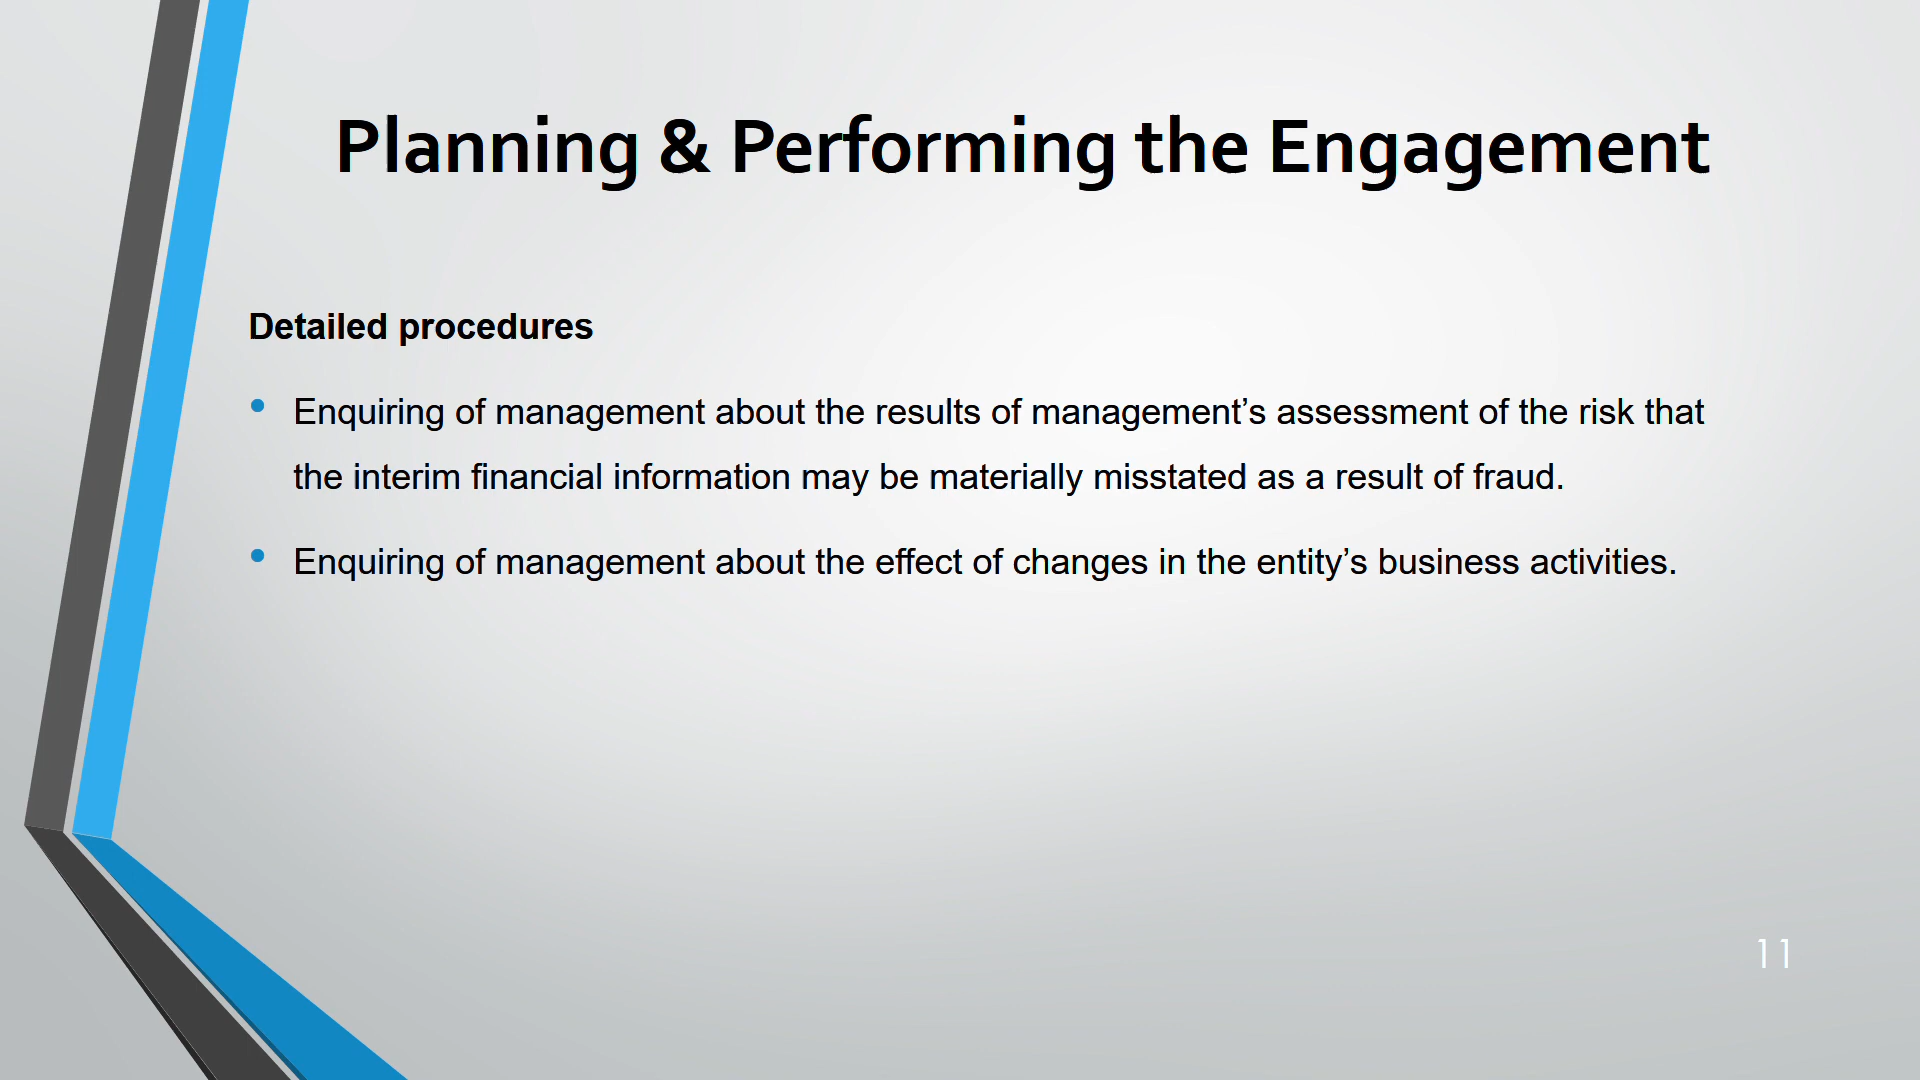 Planning & Performing the Engagement
Detailed procedures
• Enquiring of management about the results of management’s assessment of the risk that
the interim financial information may be materially misstated as a result of fraud.
• Enquiring of management about the effect of changes in the entity’s business activities.
11